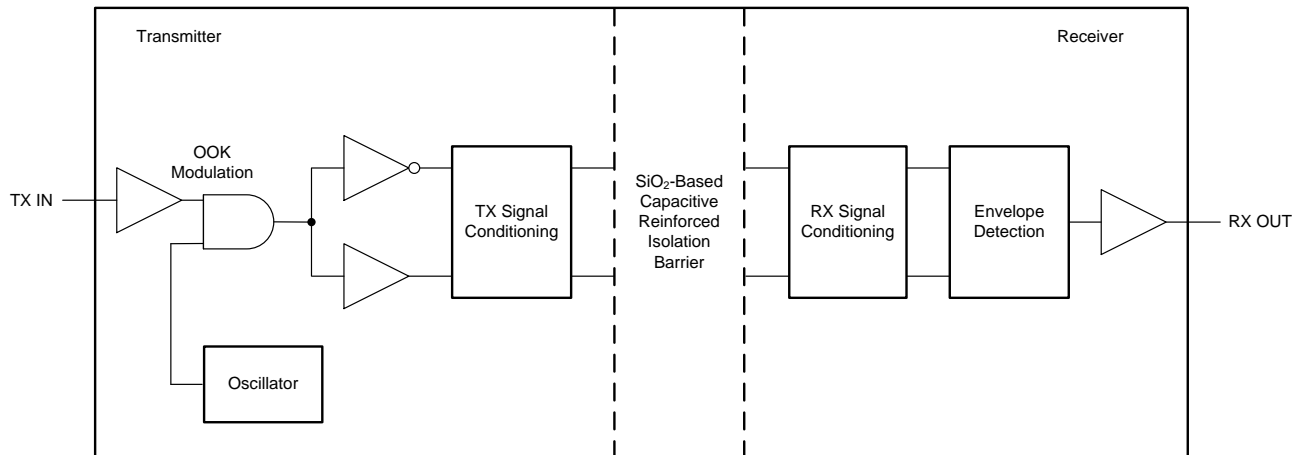 Transmitter
Receiver
OOK
Modulation
TX IN
TX Signal
Conditioning
SiO₂-Based
Capacitive
Reinforced
Isolation
Barrier
RX Signal
Conditioning
Envelope
Detection
RX OUT
Oscillator